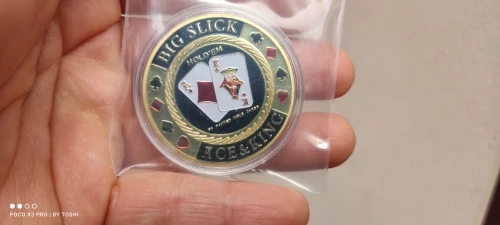 BIG SLICK
HOLD'EM
K
ACE&KING
POCO X3 PRO | BY TOSHI